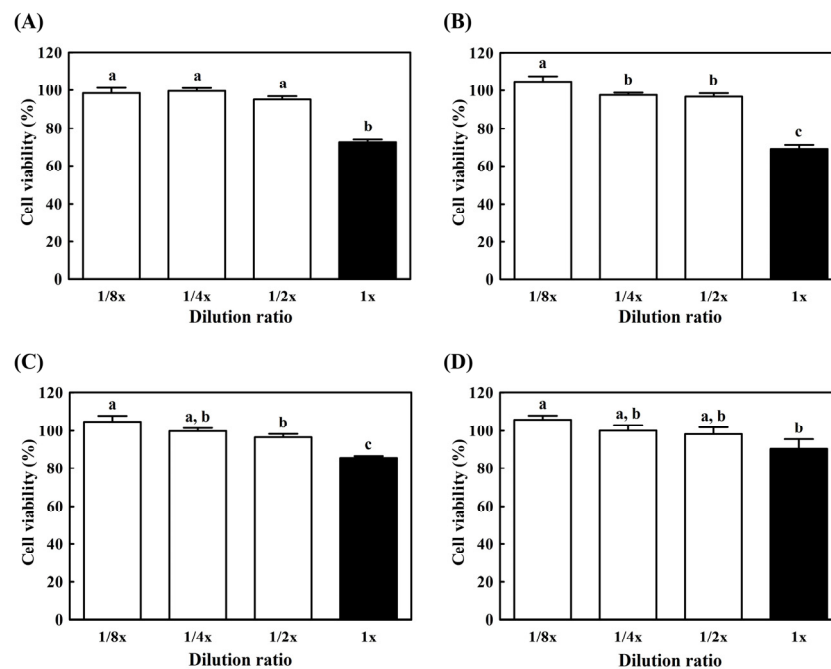 (A)
Cell viability (%)
120
100
80
60
40
20
0
a
a
a
b
1/8x 1/4x 1/2x 1x
Dilution ratio
(B)
Cell viability (%)
120
100
80
60
40
20
0
a
b
b
c
1/8x 1/4x 1/2x 1x
Dilution ratio
(C)
Cell viability (%)
120
100
80
60
40
20
0
a
a, b
b
c
1/8x 1/4x 1/2x 1x
Dilution ratio
(D)
Cell viability (%)
120
100
80
60
40
20
0
a
a, b
a, b
b
1/8x 1/4x 1/2x 1x
Dilution ratio